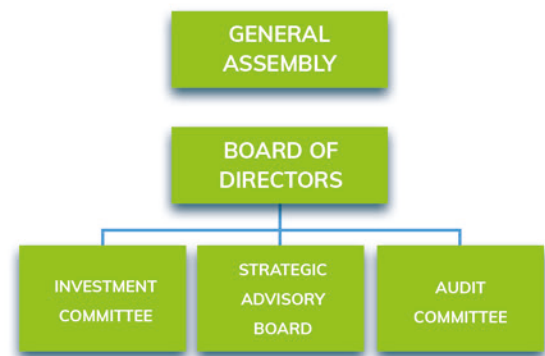 GENERAL
ASSEMBLY
BOARD OF
DIRECTORS
INVESTMENT
COMMITTEE
STRATEGIC
ADVISORY
BOARD
AUDIT
COMMITTEE